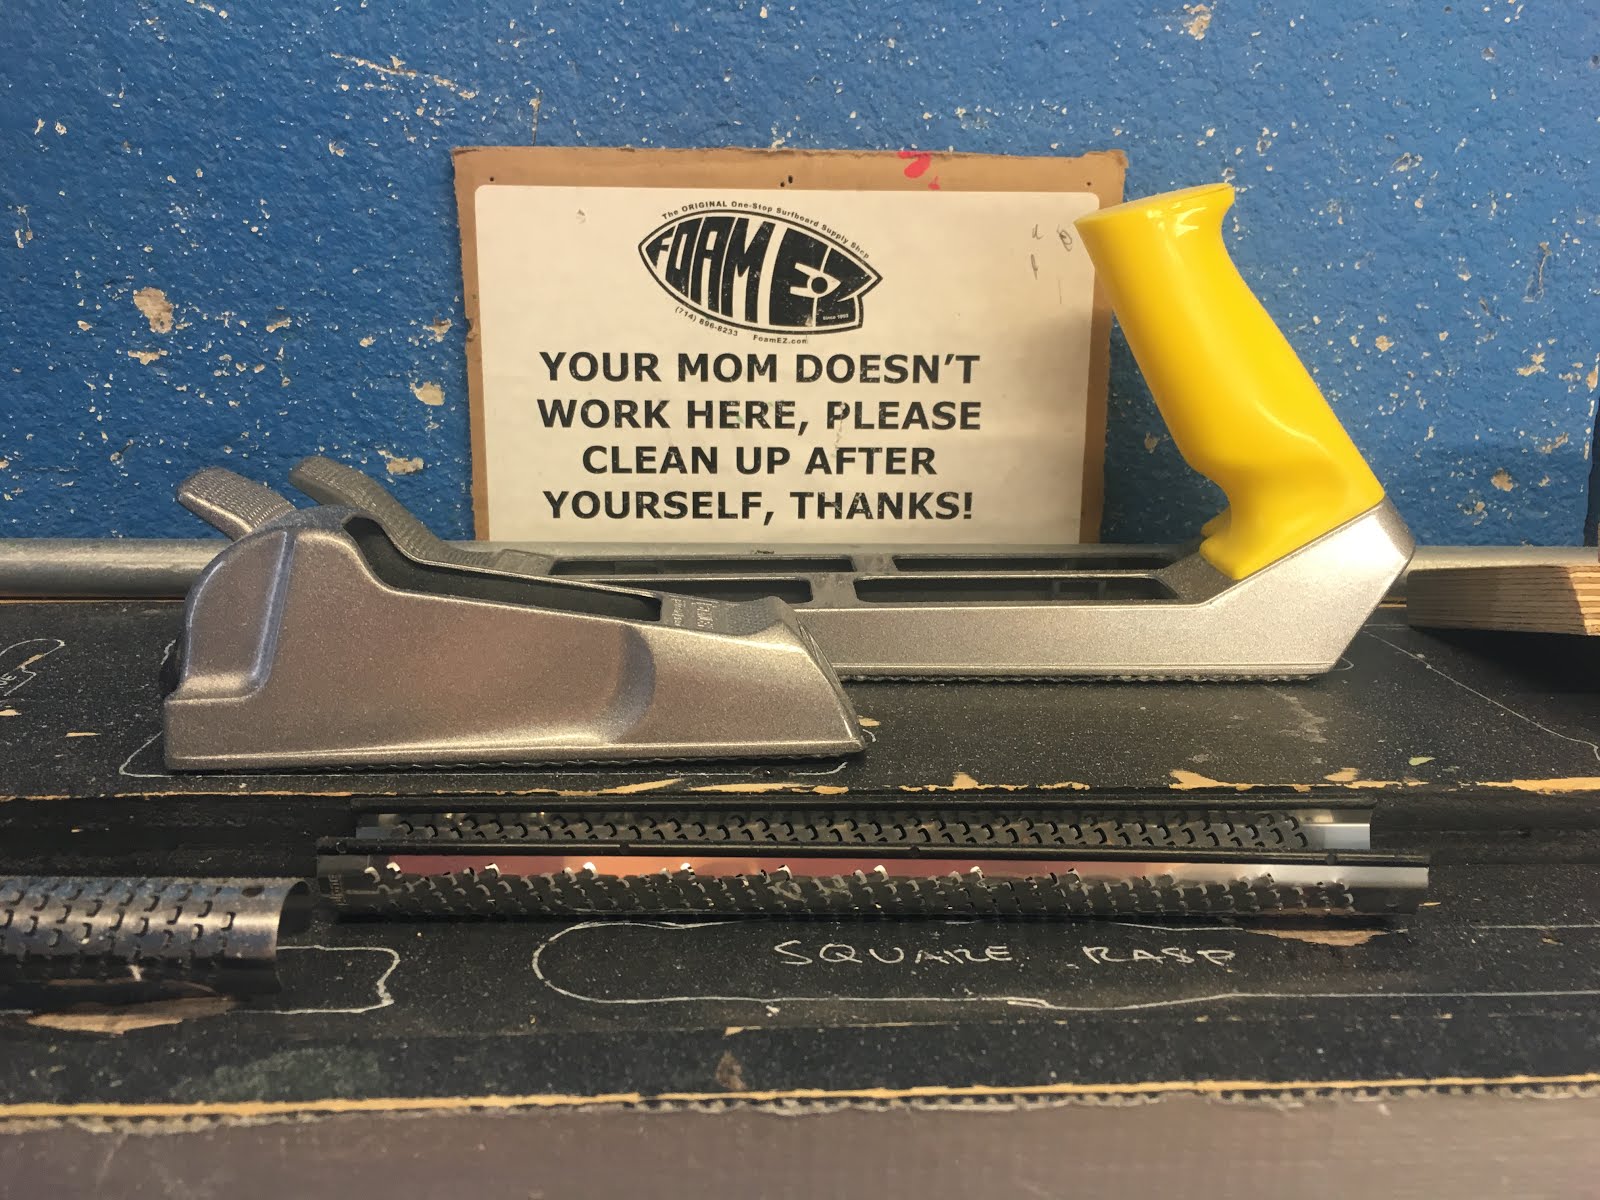 The ORIGINAL One-Stop Surfboard Supply Shop
FOAM E-Z
since 1993
(714) 896-8233
FoamEZ.com
YOUR MOM DOESN'T
WORK HERE, PLEASE
CLEAN UP AFTER
YOURSELF, THANKS!
SQUARE RASP